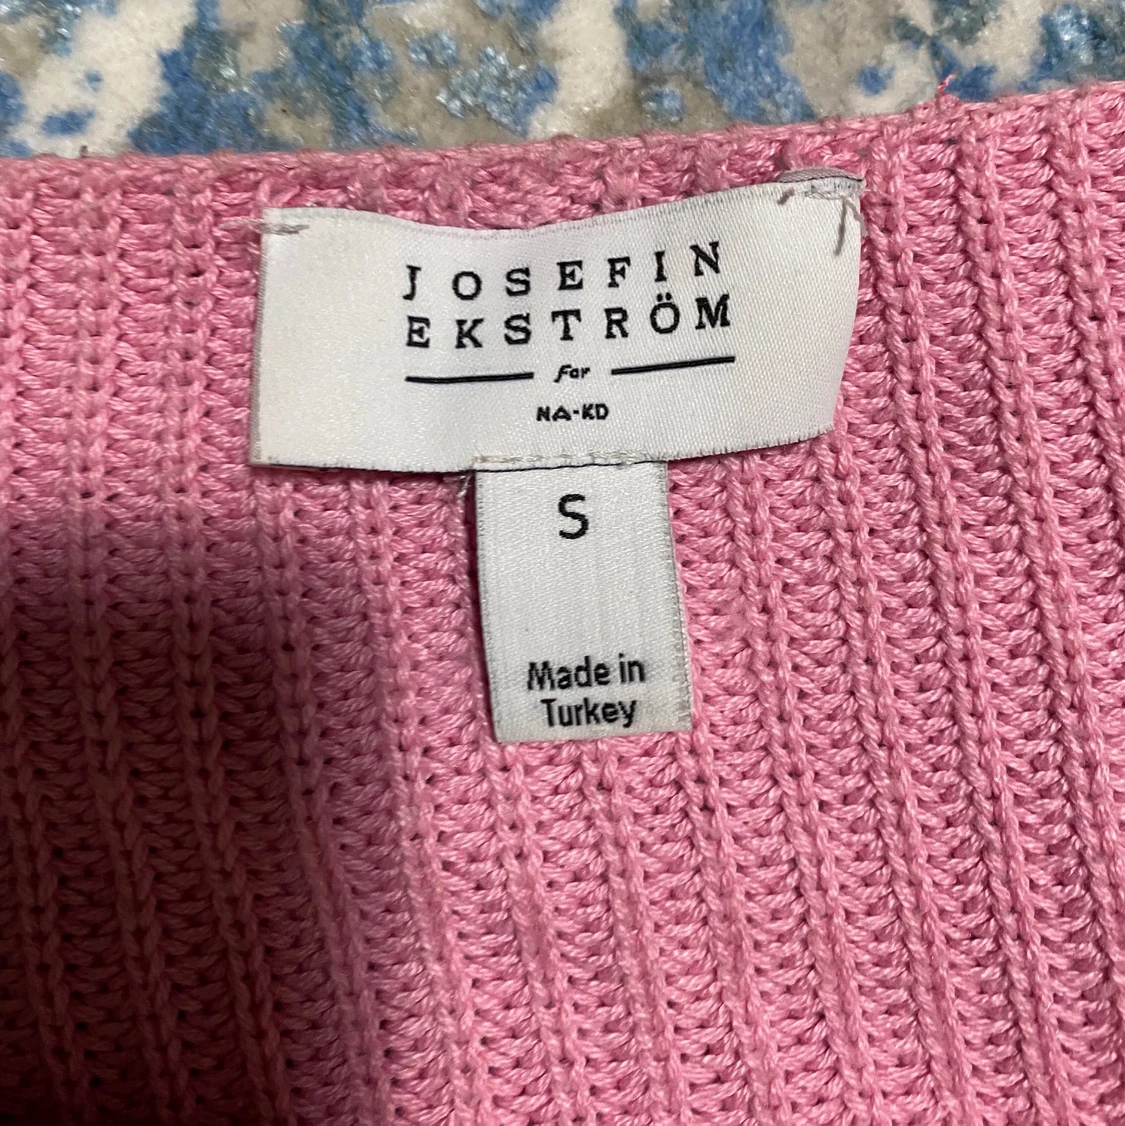 JOSEFIN
EKSTRÖM
for
NA-KD
S
Made in
Turkey